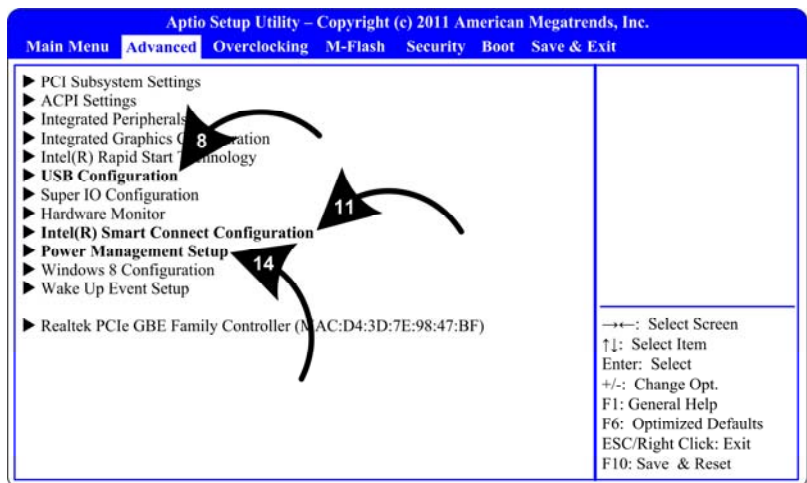 Aptio Setup Utility – Copyright (c) 2011 American Megatrends, Inc.
Main Menu Advanced Overclocking M-Flash Security Boot Save & Exit
▶ PCI Subsystem Settings
▶ ACPI Settings
▶ Integrated Peripherals
▶ Integrated Graphics ration
8
▶ Intel(R) Rapid Start
▶ USB Configuration
▶ Super IO Configuration
▶ Hardware Monitor
11
▶ Intel(R) Smart Connect Configuration
▶ Power Management Setup
14
▶ Windows 8 Configuration
▶ Wake Up Event Setup
▶ Realtek PCIe GBE Family Controller (MAC:D4:3D:7E:98:47:BF)
→←: Select Screen
↑↓: Select Item
Enter: Select
+/-: Change Opt.
F1: General Help
F6: Optimized Defaults
ESC/Right Click: Exit
F10: Save & Reset